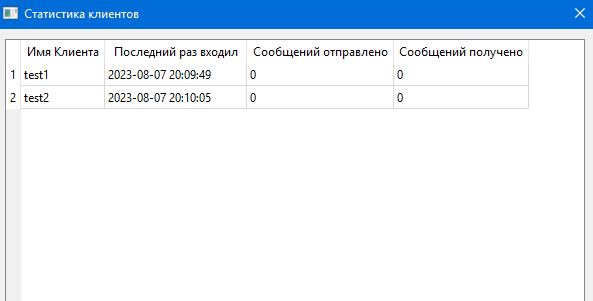 Статистика клиентов
Имя Клиента Последний раз входил Сообщений отправлено Сообщений получено
1 test1 2023-08-07 20:09:49 0 0
2 test2 2023-08-07 20:10:05 0 0